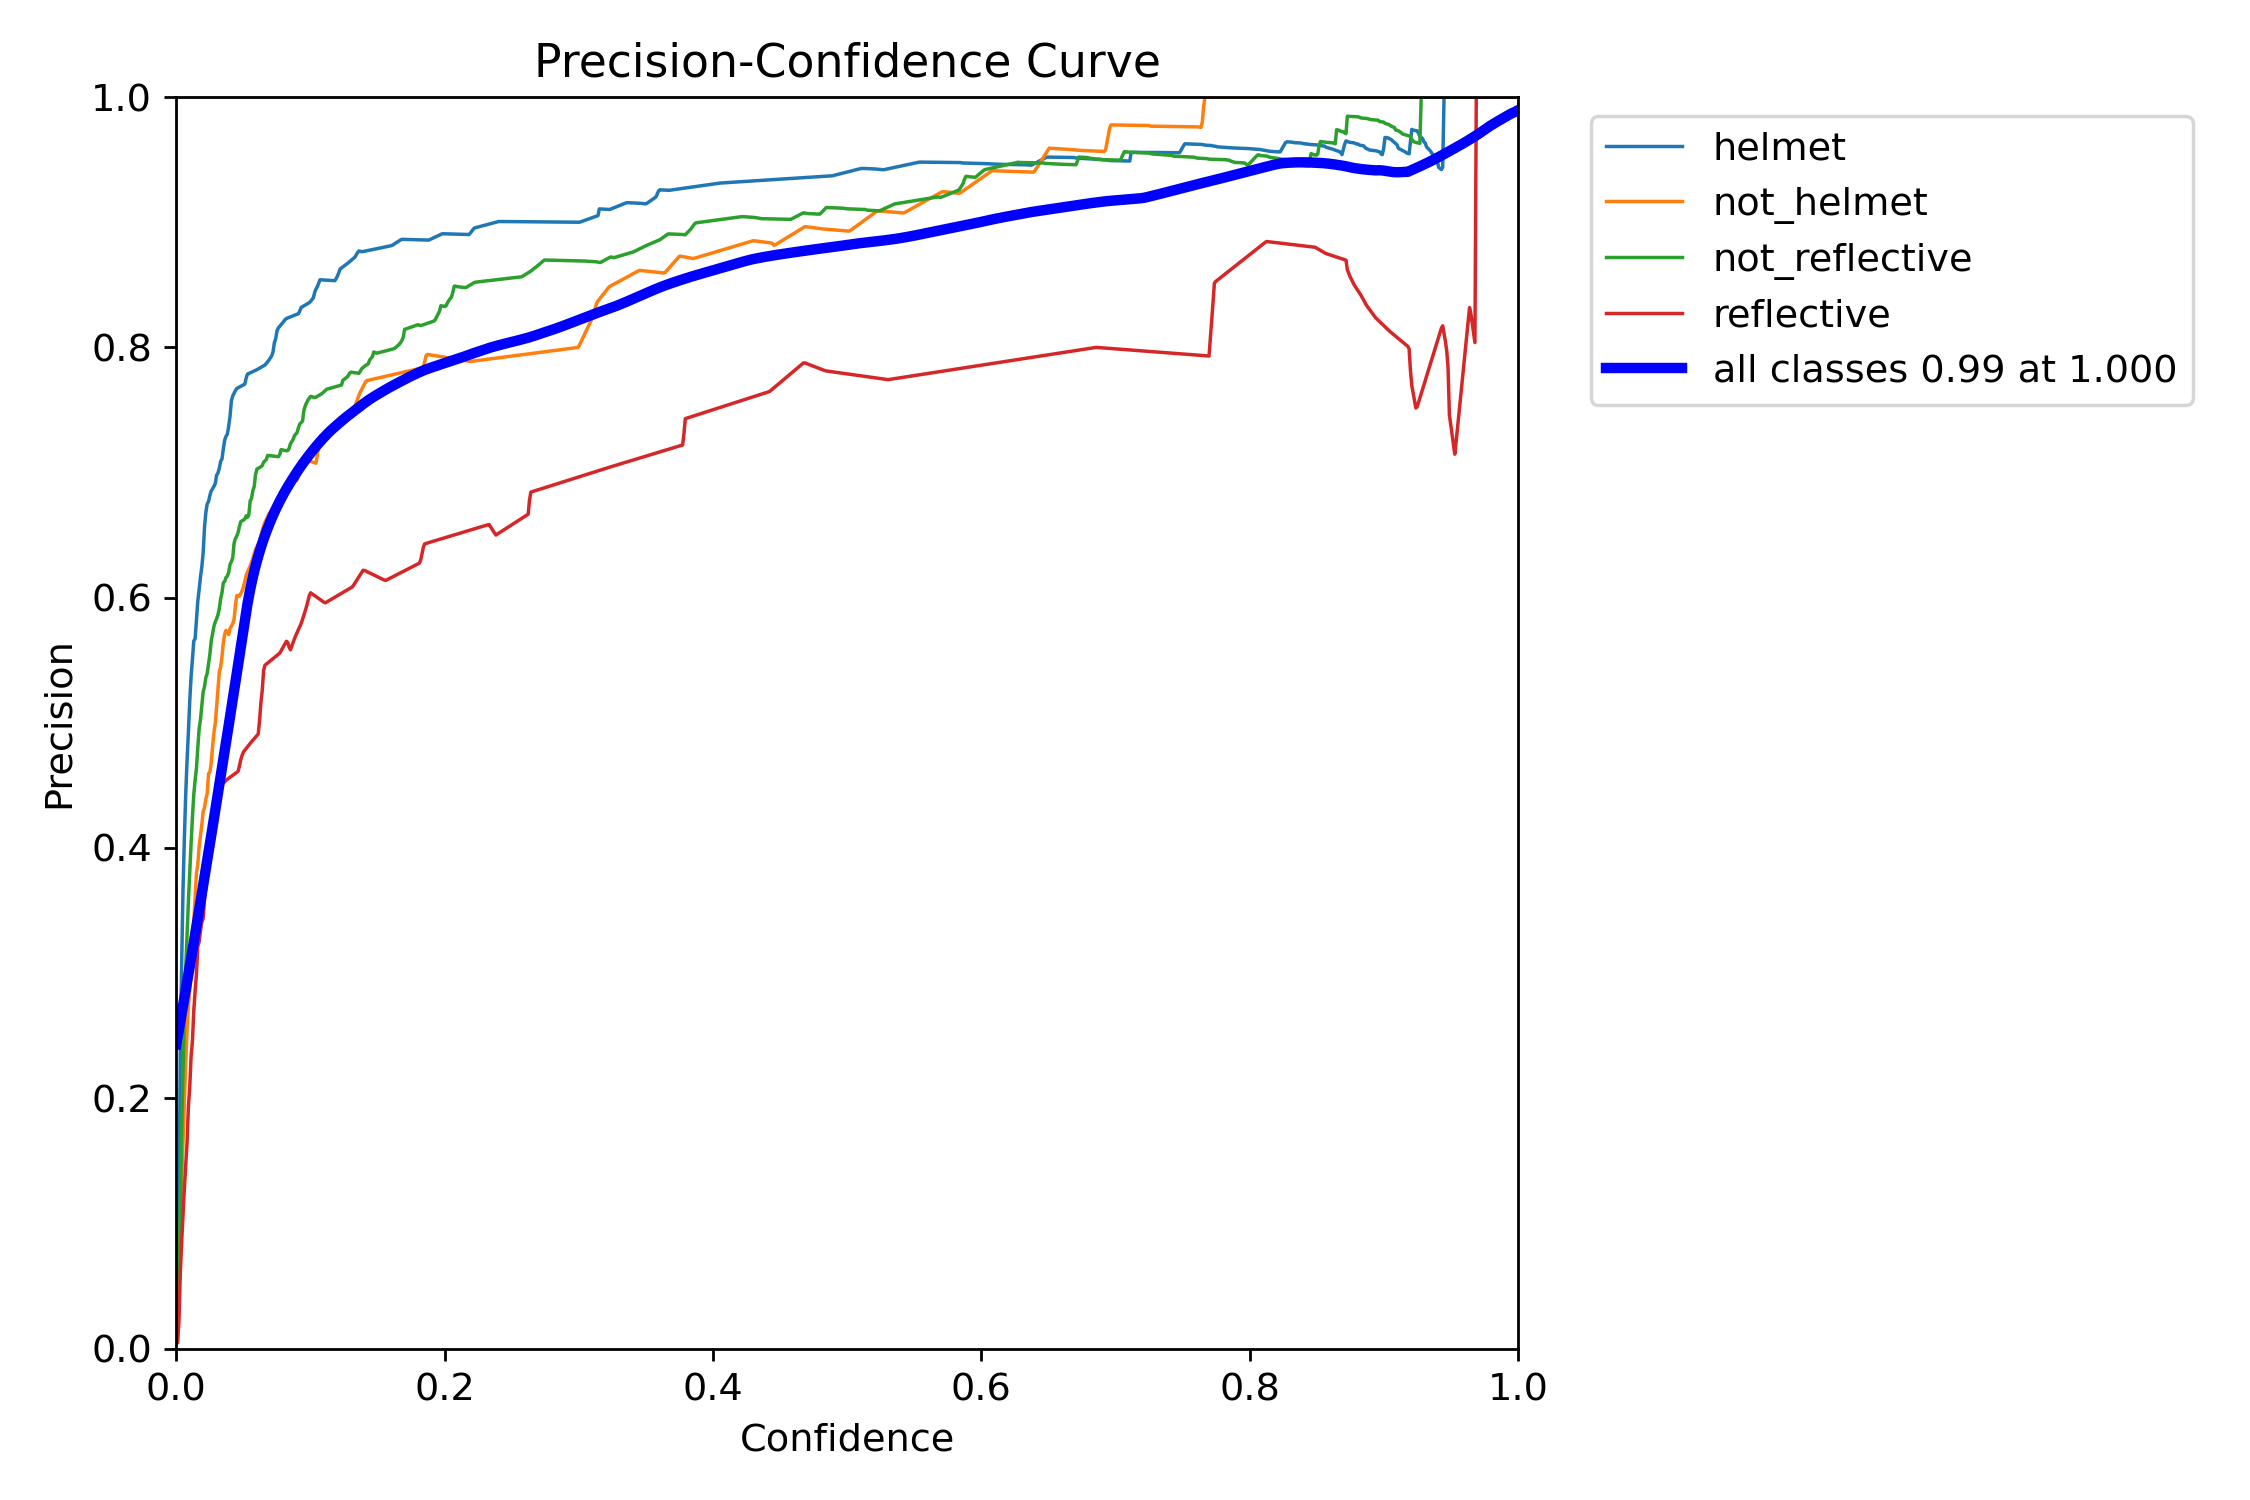 Precision-Confidence Curve
1.0
0.8
0.6
0.4
0.2
0.0
Precision
0.0 0.2 0.4 0.6 0.8 1.0
Confidence
helmet
not_helmet
not_reflective
reflective
all classes 0.99 at 1.000